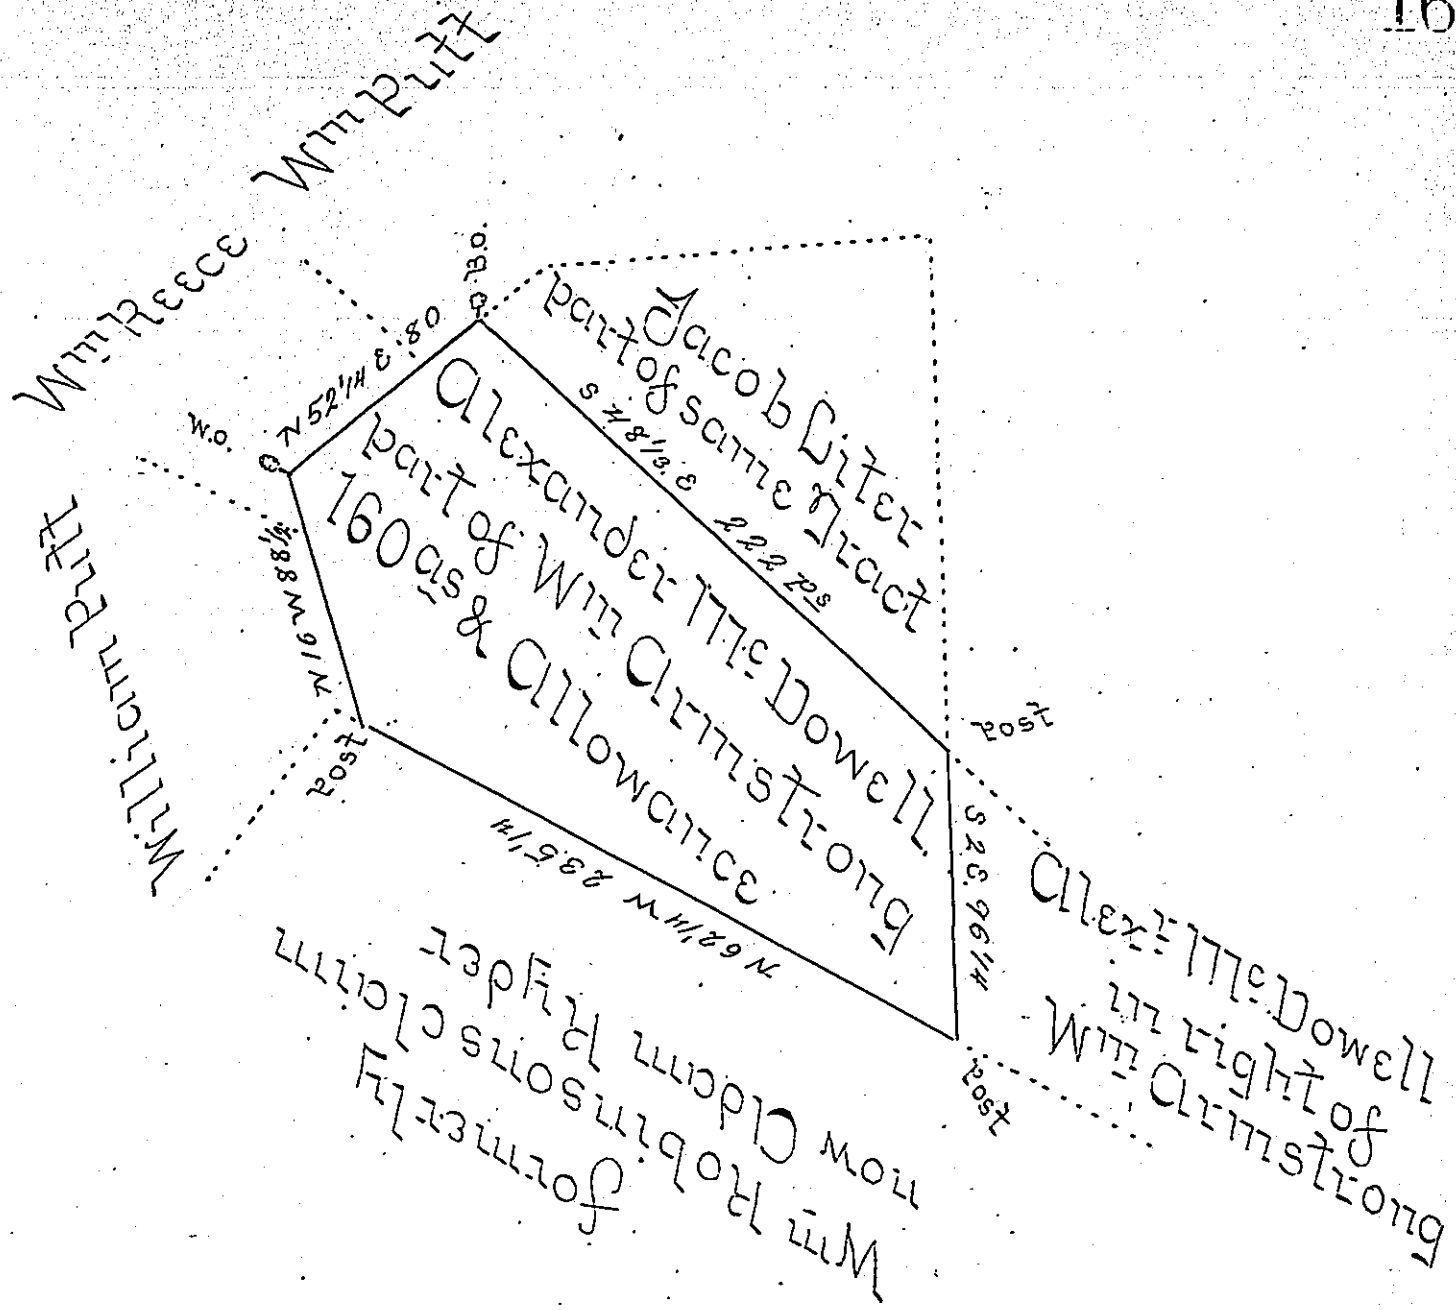 16
Wm Putt
Wm Reece
B.O.
W.O.
N 52 1/4 E 80
Jacob Liter
part of same Tract
S 48 1/3. E 222 ps
Alexander McDowell
part of Wm Armstrong
160 as & Allowance
William Putt
N 16 W 88 1/2
post
post
S 2 E. 96 1/4
N 62 1/4 W 235 1/4
post
Alexr McDowell
in right of
Wm Armstrong
formerly
Wm Robinsons claim
now Adam Ryder